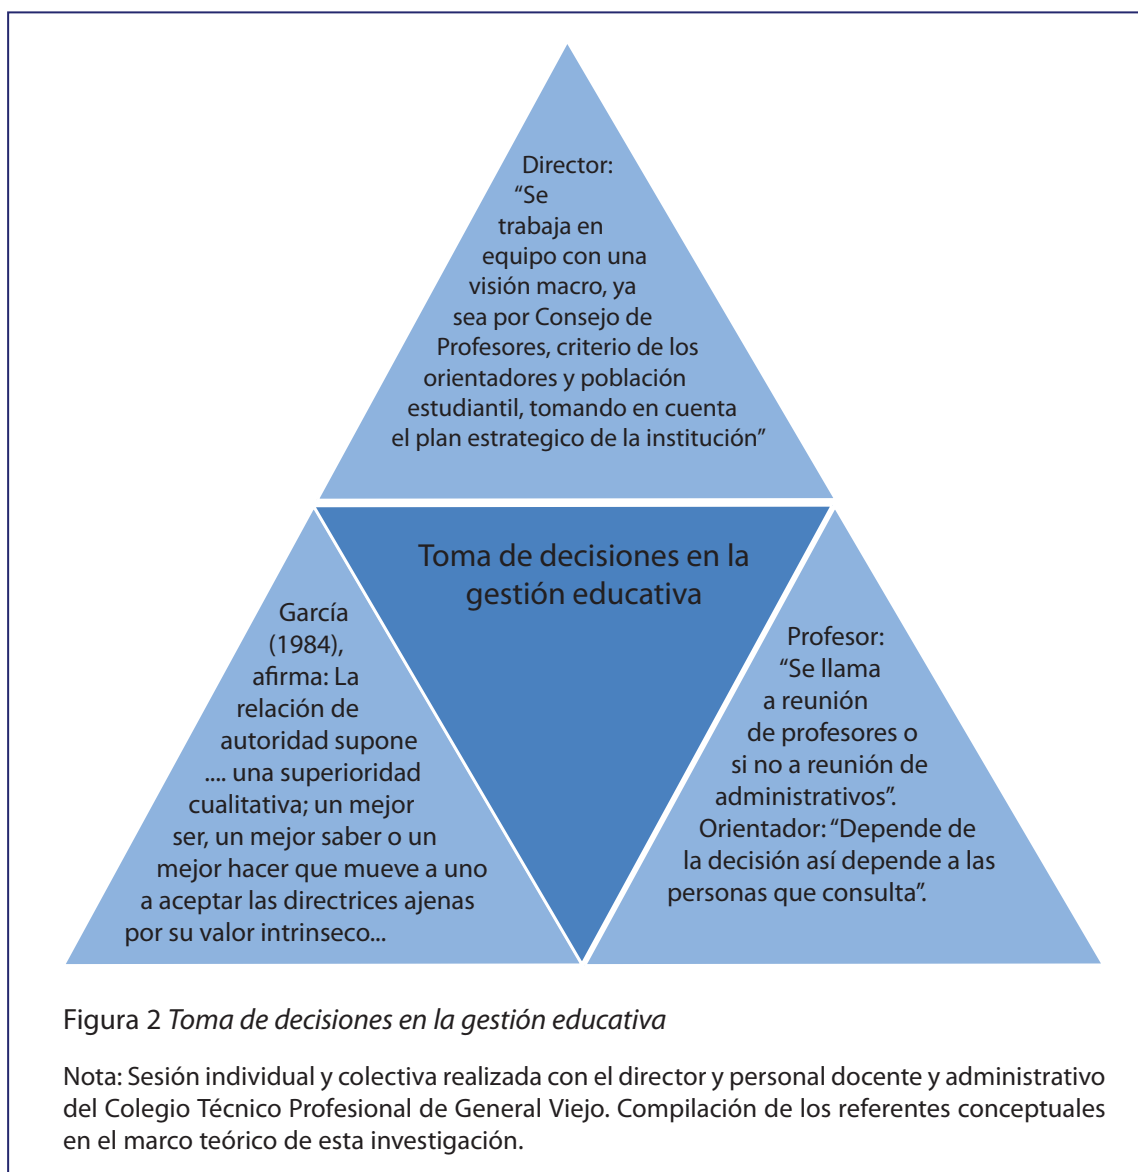 Director:
“Se
trabaja en
equipo con una
visión macro, ya
sea por Consejo de
Profesores, criterio de los
orientadores y población
estudiantil, tomando en cuenta
el plan estrategico de la institución”
Toma de decisiones en la
gestión educativa
García
(1984),
afirma: La
relación de
autoridad supone
.... una superioridad
cualitativa; un mejor
ser, un mejor saber o un
mejor hacer que mueve a uno
a aceptar las directrices ajenas
por su valor intrinseco...
Profesor:
“Se llama
a reunión
de profesores o
si no a reunión de
administrativos”.
Orientador: “Depende de
la decisión así depende a las
personas que consulta”.
Figura 2 Toma de decisiones en la gestión educativa
Nota: Sesión individual y colectiva realizada con el director y personal docente y administrativo
del Colegio Técnico Profesional de General Viejo. Compilación de los referentes conceptuales
en el marco teórico de esta investigación.